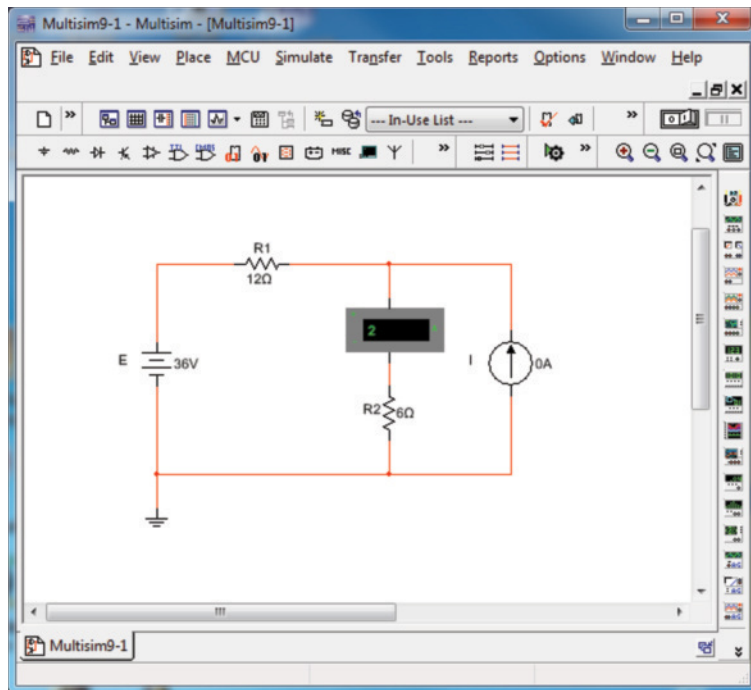 Multisim9-1 - Multisim - [Multisim9-1]
File Edit View Place MCU Simulate Transfer Tools Reports Options Window Help
--- In-Use List ---
MISC
R1
12Ω
2
E
36V
I
0A
R2
6Ω
Multisim9-1